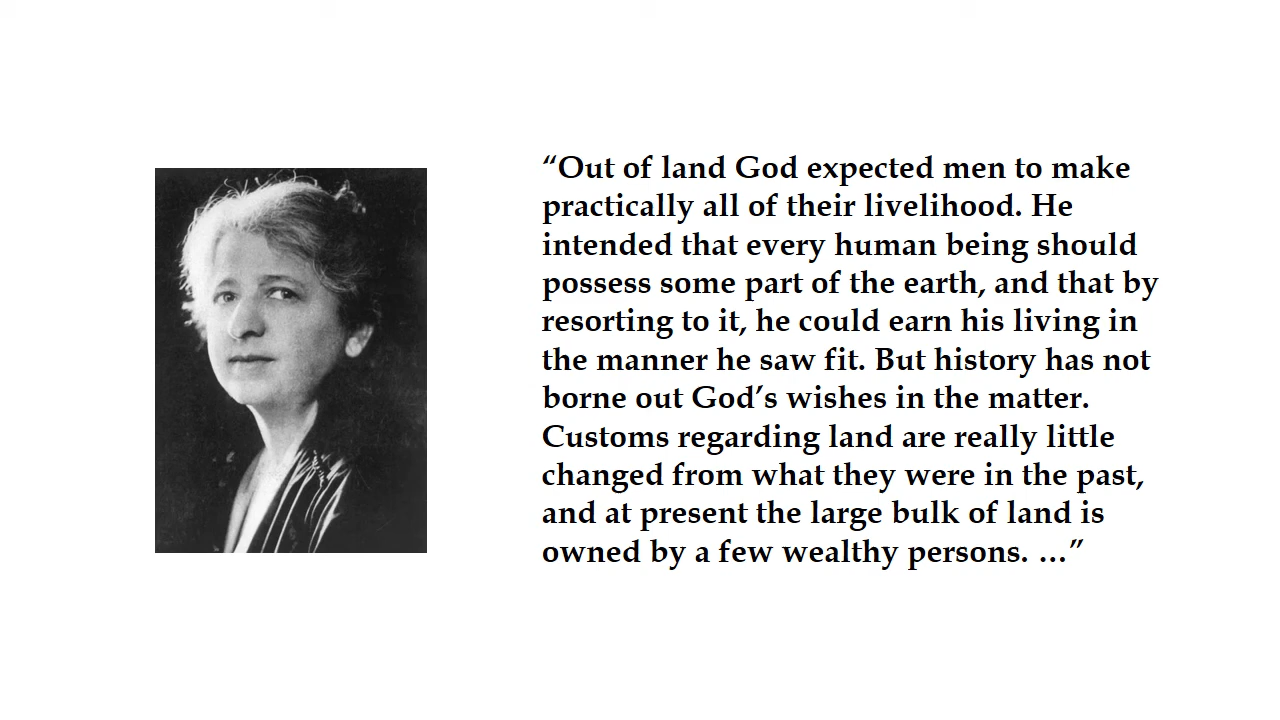 “Out of land God expected men to make
practically all of their livelihood. He
intended that every human being should
possess some part of the earth, and that by
resorting to it, he could earn his living in
the manner he saw fit. But history has not
borne out God’s wishes in the matter.
Customs regarding land are really little
changed from what they were in the past,
and at present the large bulk of land is
owned by a few wealthy persons. …”